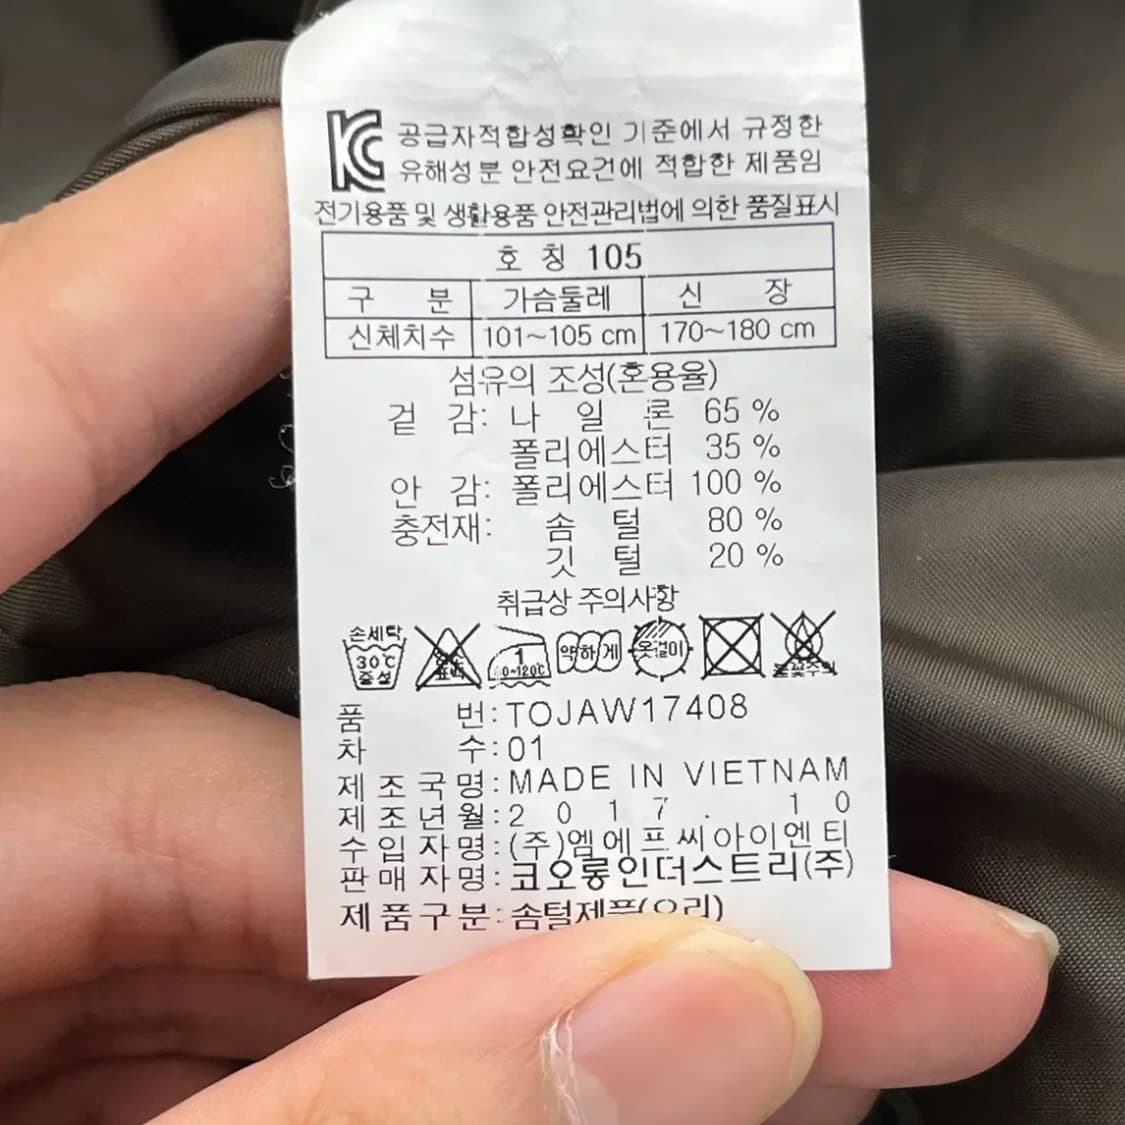 KC 공급자적합성확인 기준에서 규정한
유해성분 안전요건에 적합한 제품임
전기용품 및 생활용품 안전관리법에 의한 품질표시
호 칭 105
구 분 가슴둘레 신 장
신체치수 101~105 cm 170~180 cm
섬유의 조성(혼용율)
겉 감: 나 일 론 65 %
폴리에스터 35 %
안 감: 폴리에스터 100 %
충전재: 솜 털 80 %
깃 털 20 %
취급상 주의사항
손세탁 30℃ 중성 1 0~120℃ 약하게 옷걸이
품 번: TOJAW17408
차 수: 01
제 조 국 명: MADE IN VIETNAM
제 조 년 월: 2 0 1 7 . 1 0
수 입 자 명: (주)엠에프씨아이엔티
판 매 자 명: 코오롱인더스트리(주)
제 품 구 분: 솜털제품(오리)